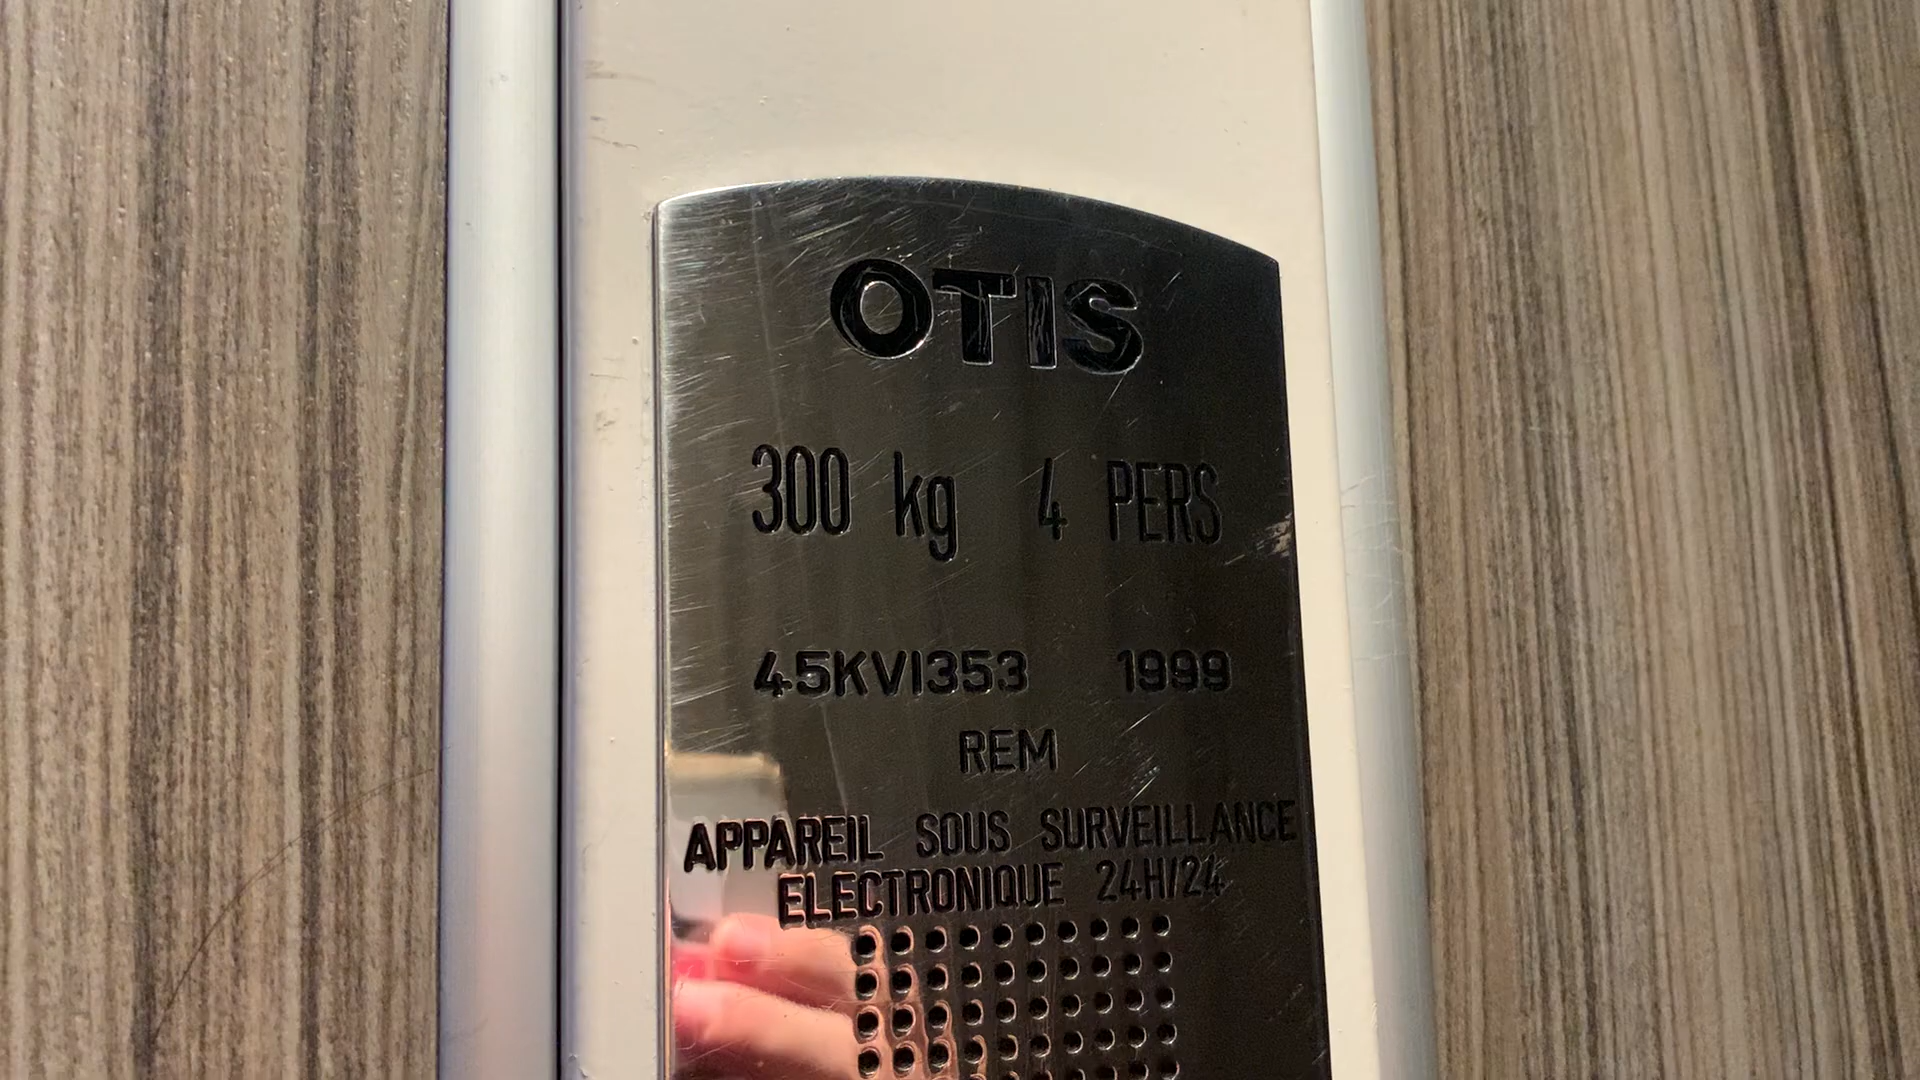 OTIS
300 kg 4 PERS
45KV1353 1999
REM
APPAREIL SOUS SURVEILLANCE
ELECTRONIQUE 24H/24